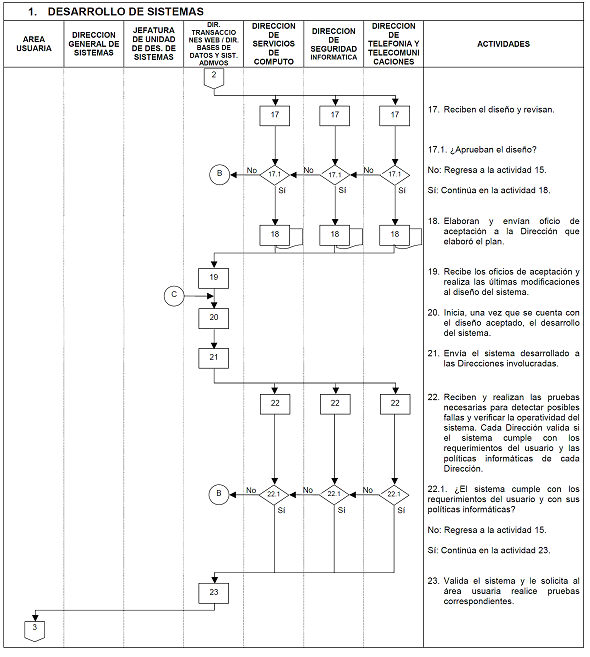 1. DESARROLLO DE SISTEMAS
AREA
USUARIA
DIRECCION
GENERAL DE
SISTEMAS
JEFATURA
DE UNIDAD
DE DES. DE
SISTEMAS
DIR.
TRANSACCIO
NES WEB / DIR.
BASES DE
DATOS Y SIST.
ADMVOS
DIRECCION
DE
SERVICIOS
DE
COMPUTO
DIRECCION
DE
SEGURIDAD
INFORMATICA
DIRECCION
DE
TELEFONIA Y
TELECOMUNI
CACIONES
ACTIVIDADES
2
17
17
17
17. Reciben el diseño y revisan.
17.1. ¿Aprueban el diseño?
B
No
17.1
No
17.1
No
17.1
No: Regresa a la actividad 15.
Sí
Sí
Sí
Sí: Continúa en la actividad 18.
18
18
18
18. Elaboran y envían oficio de
aceptación a la Dirección que
elaboró el plan.
19
19. Recibe los oficios de aceptación y
realiza las últimas modificaciones
al diseño del sistema.
C
20
20. Inicia, una vez que se cuenta con
el diseño aceptado, el desarrollo
del sistema.
21
21. Envía el sistema desarrollado a
las Direcciones involucradas.
22
22
22
22. Reciben y realizan las pruebas
necesarias para detectar posibles
fallas y verificar la operatividad del
sistema. Cada Dirección valida si
el sistema cumple con los
requerimientos del usuario y las
políticas informáticas de cada
Dirección.
B
No
22.1
No
22.1
No
22.1
22.1. ¿El sistema cumple con los
requerimientos del usuario y con sus
políticas informáticas?
Sí
Sí
Sí
No: Regresa a la actividad 15.
Sí: Continúa en la actividad 23.
23
23. Valida el sistema y le solicita al
área usuaria realice pruebas
correspondientes.
3